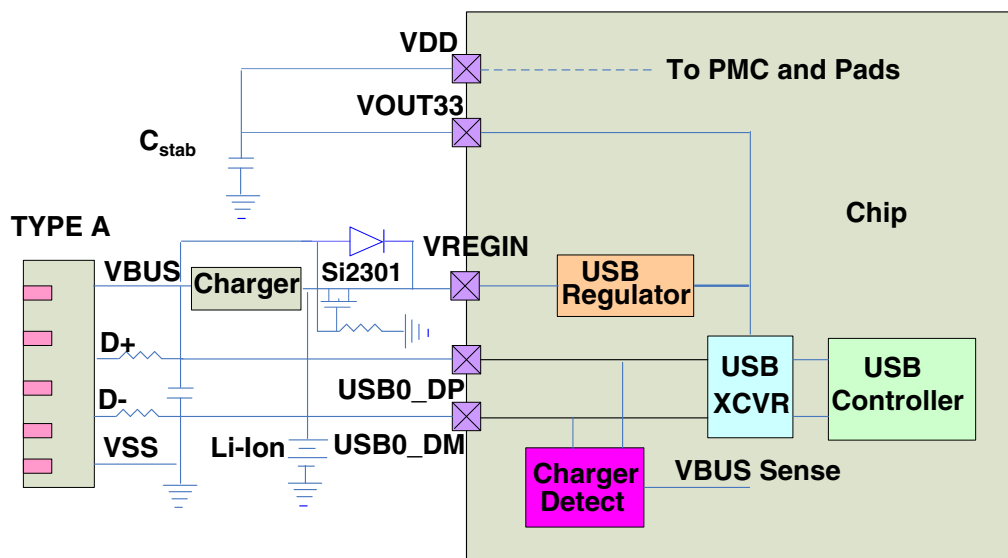 VDD
To PMC and Pads
VOUT33
C_stab
Chip
TYPE A
VREGIN
VBUS
Charger
Si2301
USB
Regulator
D+
USB0_DP
USB
XCVR
USB
Controller
D-
USB0_DM
VSS
Li-Ion
Charger
Detect
VBUS Sense